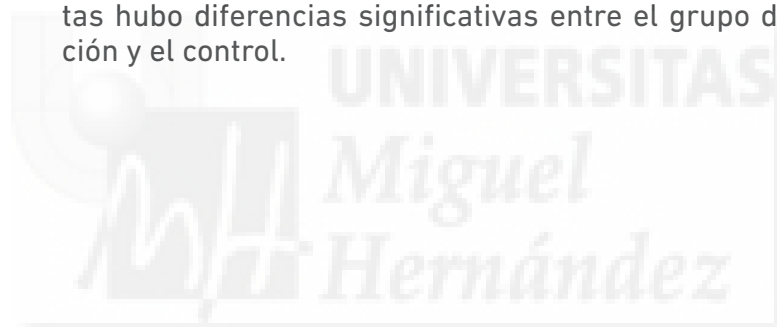 tas hubo diferencias significativas entre el grupo d
ción y el control.
UNIVERSITAS
Miguel
Hernández